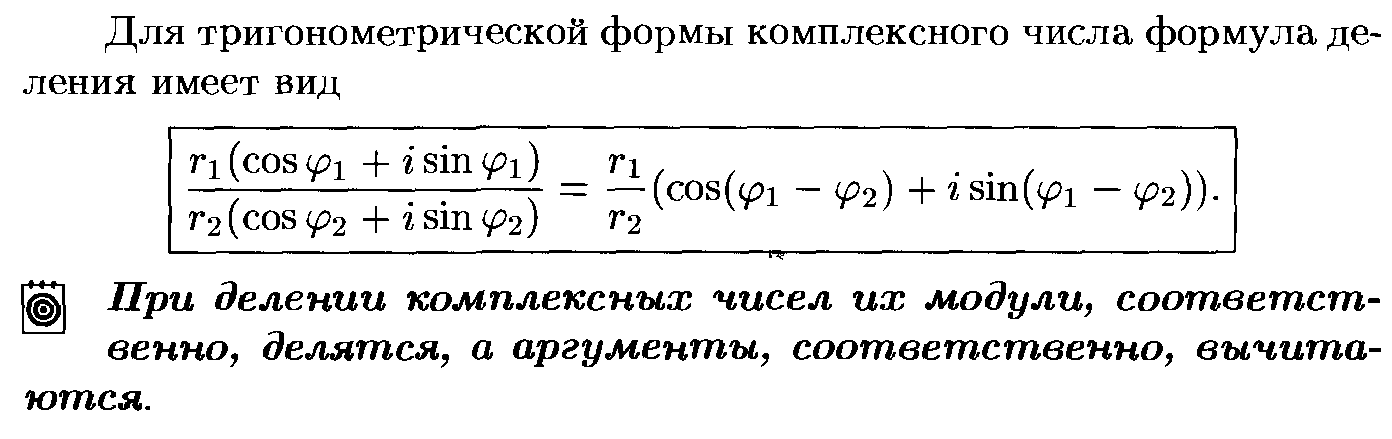 Для тригонометрической формы комплексного числа формула де-
ления имеет вид
r₁(cos φ₁ + i sin φ₁) / r₂(cos φ₂ + i sin φ₂) = r₁/r₂ (cos(φ₁ − φ₂) + i sin(φ₁ − φ₂)).
При делении комплексных чисел их модули, соответст-
венно, делятся, а аргументы, соответственно, вычита-
ются.